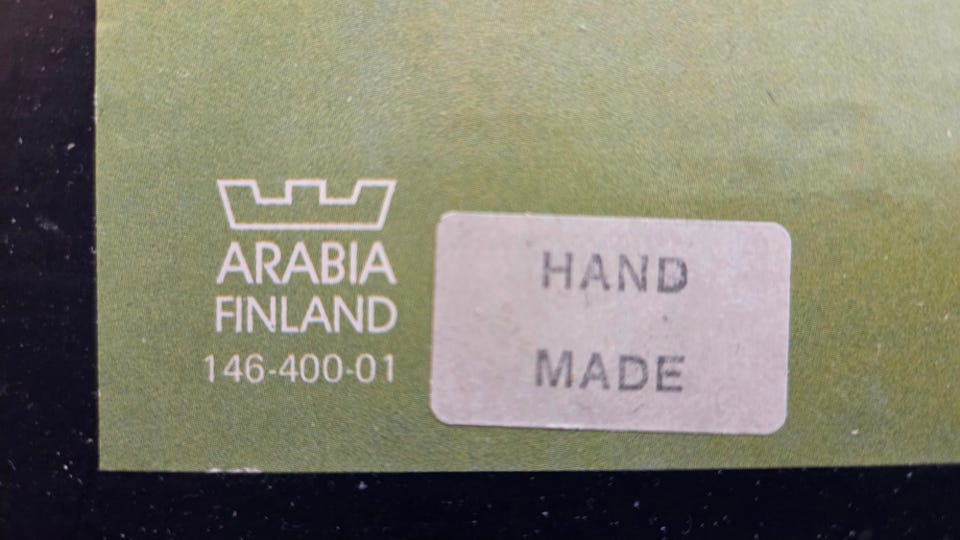 ARABIA
FINLAND
146-400-01
HAND
MADE